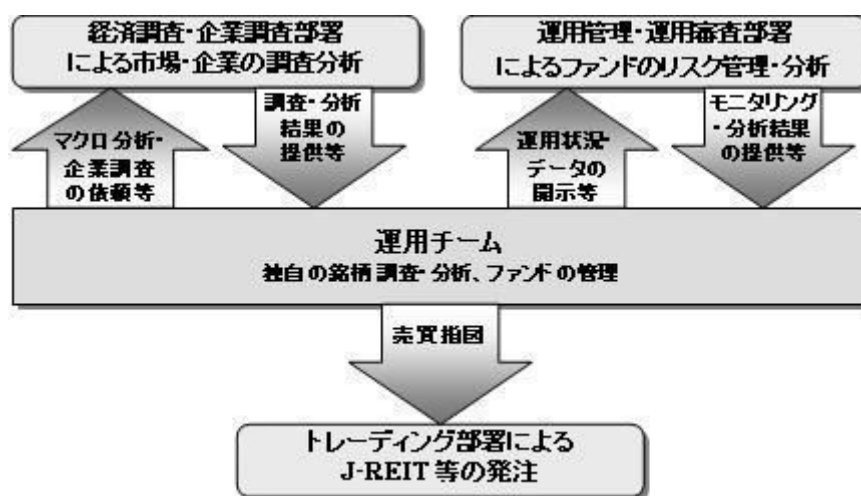 経済調査・企業調査部署
による市場・企業の調査分析
運用管理・運用審査部署
によるファンドのリスク管理・分析
マクロ分析・
企業調査
の依頼等
調査・分析
結果の
提供等
運用状況・
データの
開示等
モニタリング
・分析結果
の提供等
運用チーム
独自の銘柄調査・分析、ファンドの管理
売買指図
トレーディング部署による
J-REIT等の発注